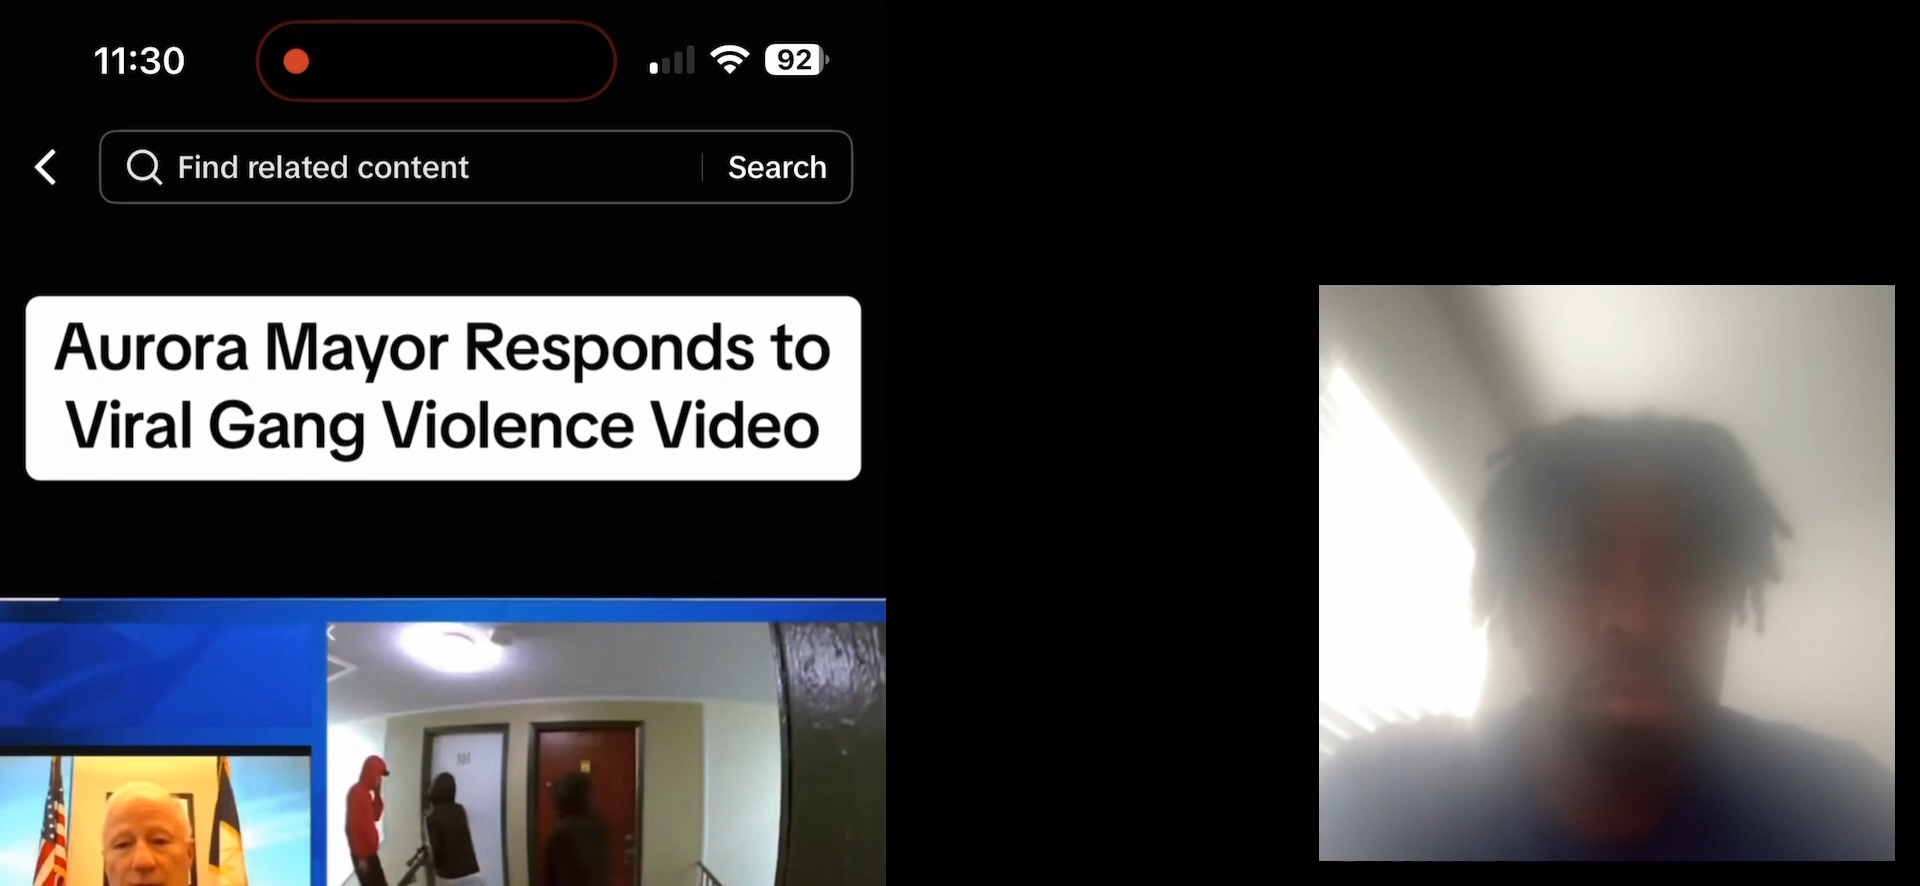 11:30
92
Find related content
Search
Aurora Mayor Responds to
Viral Gang Violence Video